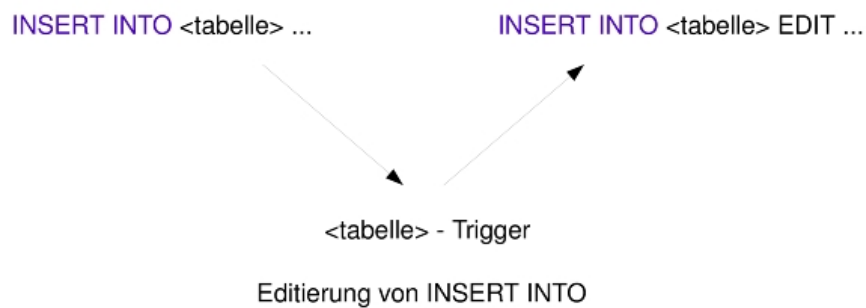 INSERT INTO <tabelle> ...
INSERT INTO <tabelle> EDIT ...
<tabelle> - Trigger
Editierung von INSERT INTO